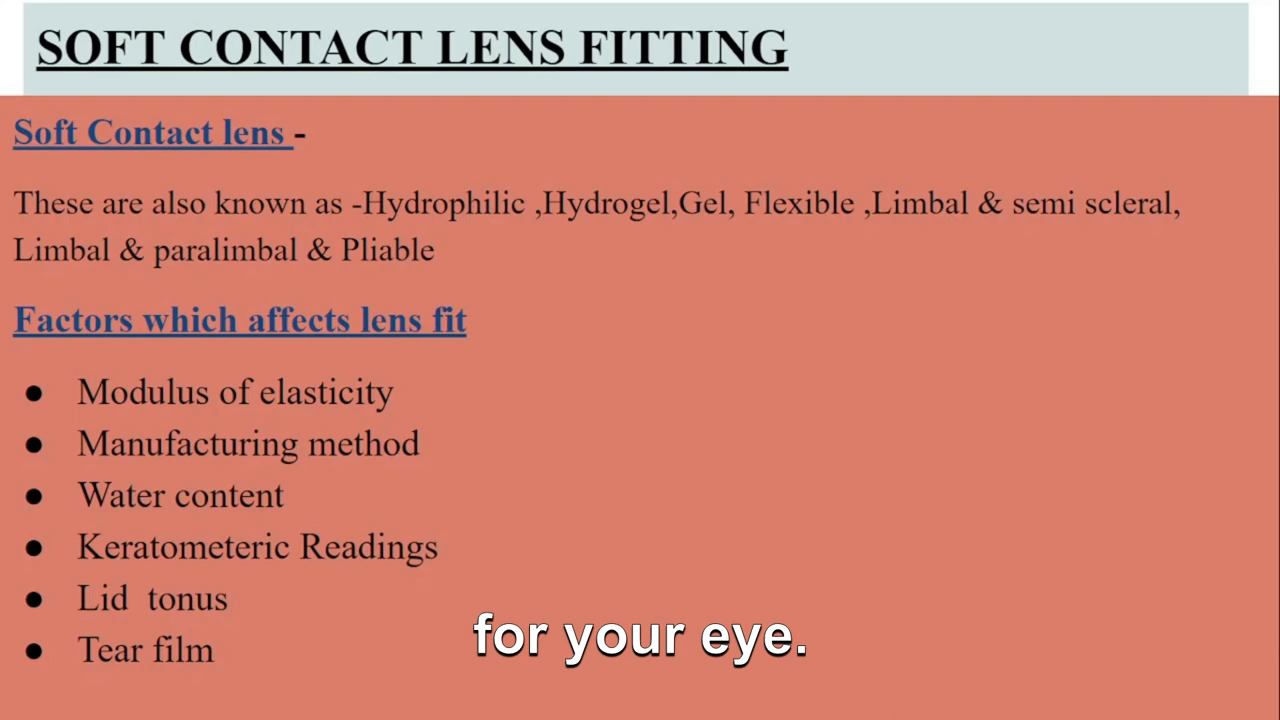 SOFT CONTACT LENS FITTING
Soft Contact lens -
These are also known as -Hydrophilic ,Hydrogel,Gel, Flexible ,Limbal & semi scleral,
Limbal & paralimbal & Pliable
Factors which affects lens fit
● Modulus of elasticity
● Manufacturing method
● Water content
● Keratometeric Readings
● Lid tonus
● Tear film
for your eye.